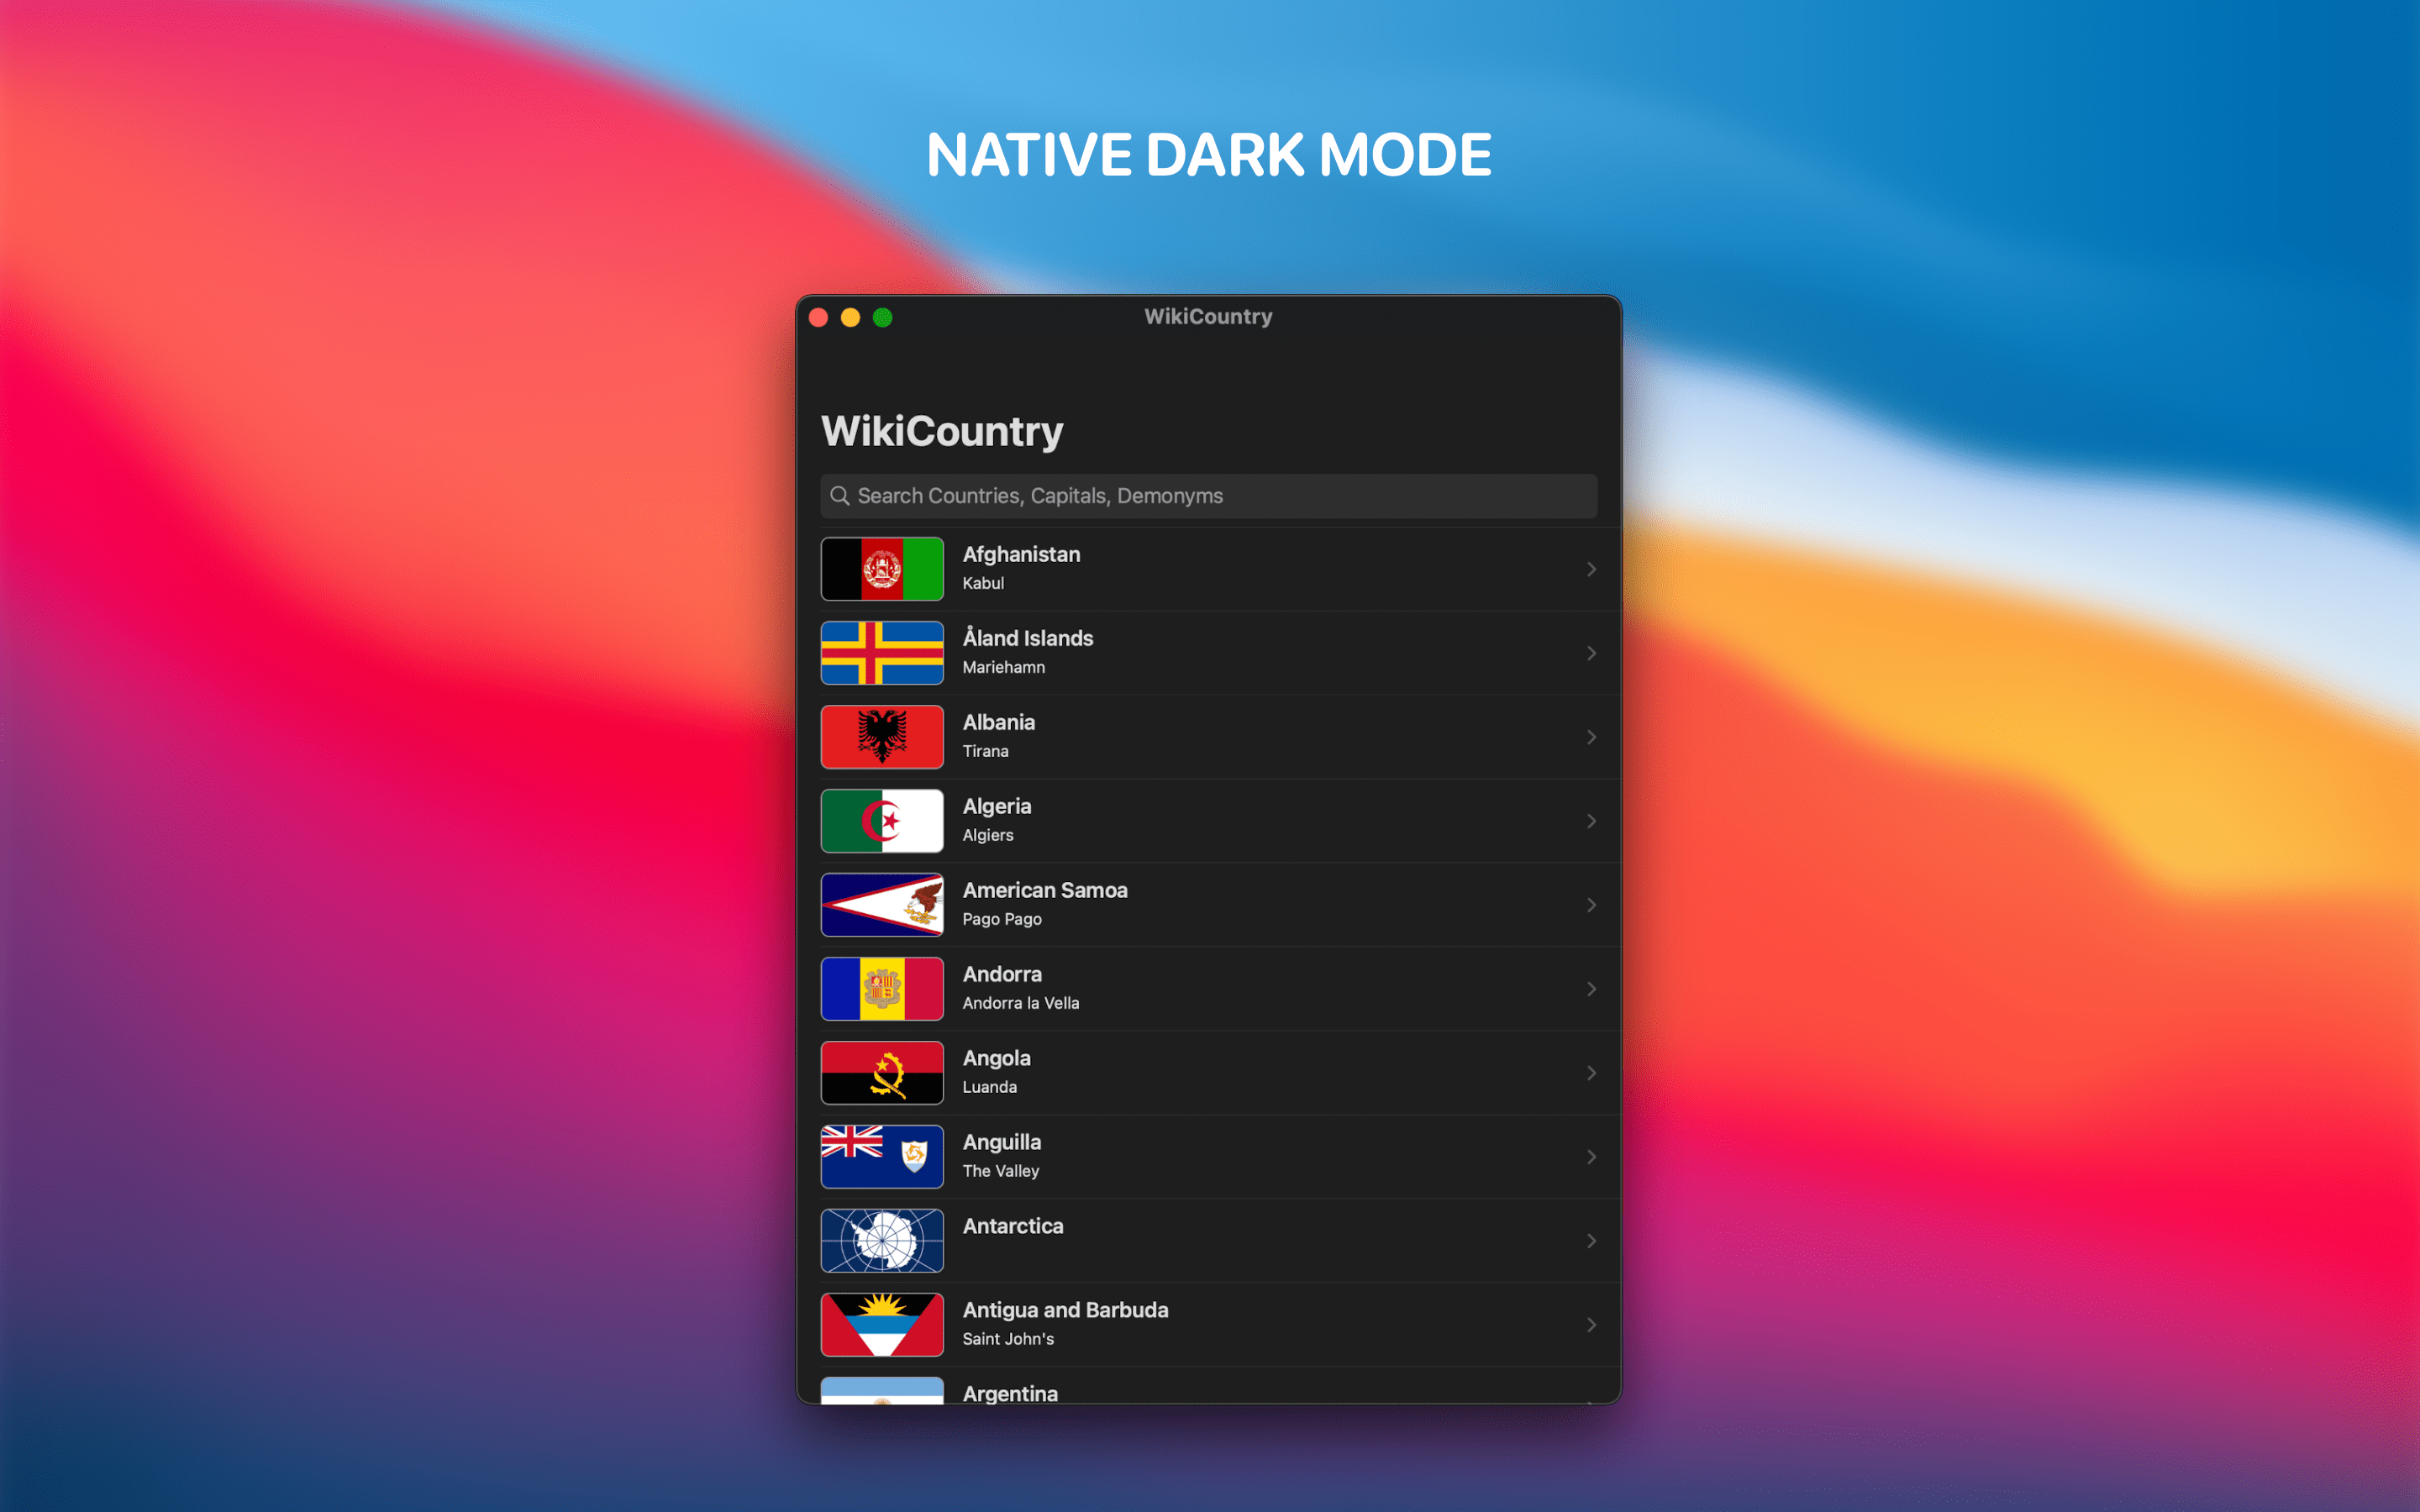 NATIVE DARK MODE
WikiCountry
WikiCountry
Search Countries, Capitals, Demonyms
Afghanistan
Kabul
Åland Islands
Mariehamn
Albania
Tirana
Algeria
Algiers
American Samoa
Pago Pago
Andorra
Andorra la Vella
Angola
Luanda
Anguilla
The Valley
Antarctica
Antigua and Barbuda
Saint John's
Argentina